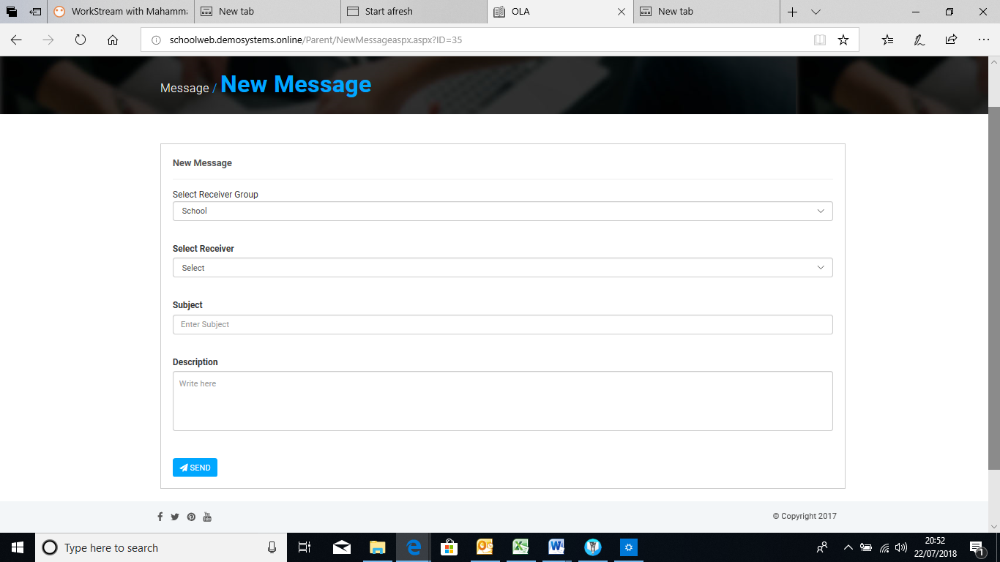 WorkStream with Mahamma
New tab
Start afresh
OLA
New tab
schoolweb.demosystems.online/Parent/NewMessageaspx.aspx?ID=35
Message / New Message
New Message
Select Receiver Group
School
Select Receiver
Select
Subject
Enter Subject
Description
Write here
SEND
© Copyright 2017
Type here to search
20:52
22/07/2018
1